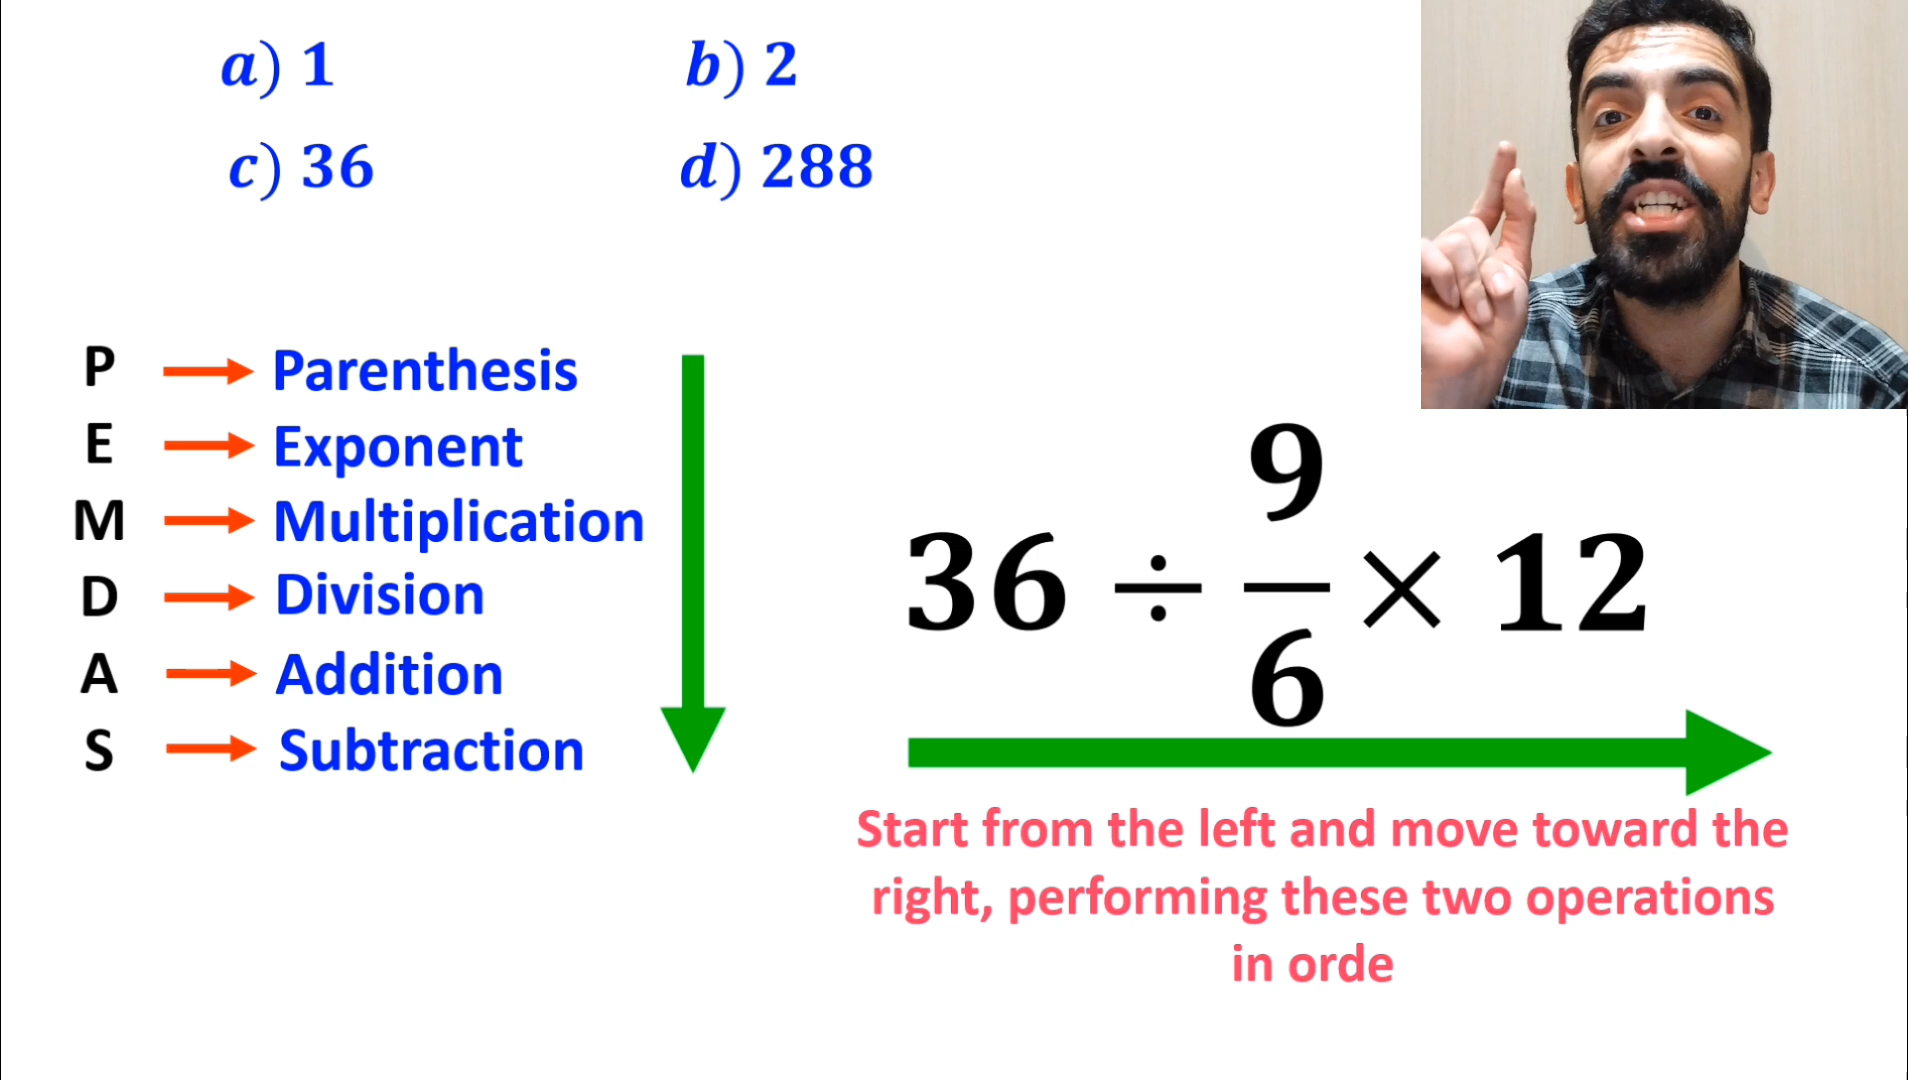 a) 1 b) 2
c) 36 d) 288
P → Parenthesis
E → Exponent
M → Multiplication
D → Division
A → Addition
S → Subtraction
9
36 ÷ — × 12
6
Start from the left and move toward the
right, performing these two operations
in orde